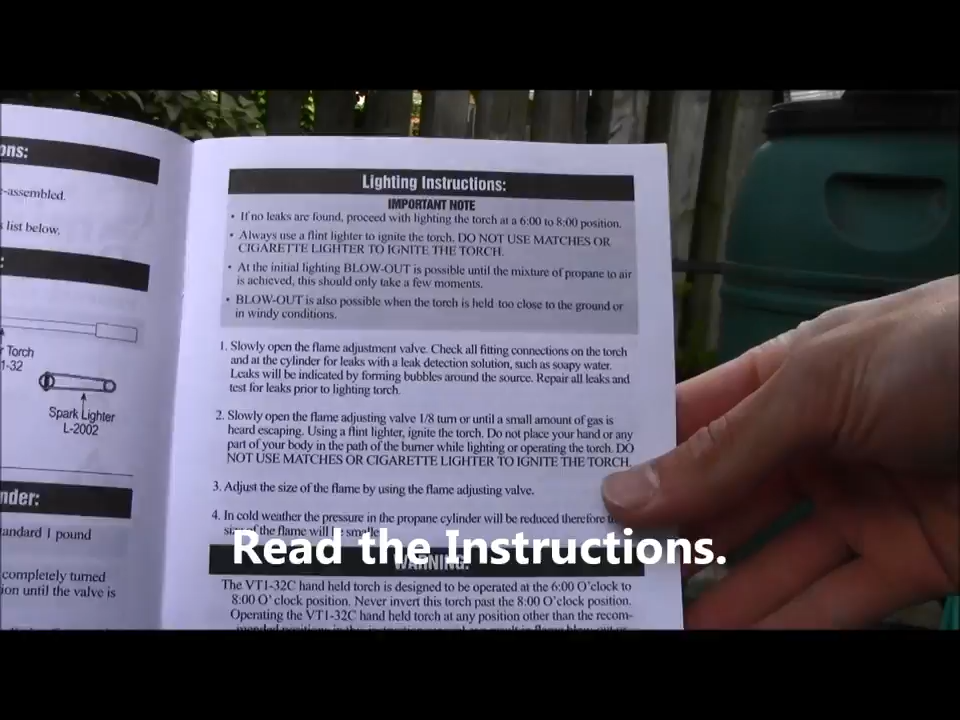 ons:
-assembled.
list below.
:
Torch
1-32
Spark Lighter
L-2002
nder:
tandard 1 pound
completely turned
ion until the valve is
Lighting Instructions:
IMPORTANT NOTE
• If no leaks are found, proceed with lighting the torch at a 6:00 to 8:00 position.
• Always use a flint lighter to ignite the torch. DO NOT USE MATCHES OR
CIGARETTE LIGHTER TO IGNITE THE TORCH.
• At the initial lighting BLOW-OUT is possible until the mixture of propane to air
is achieved, this should only take a few moments.
• BLOW-OUT is also possible when the torch is held too close to the ground or
in windy conditions.
1. Slowly open the flame adjustment valve. Check all fitting connections on the torch
and at the cylinder for leaks with a leak detection solution, such as soapy water.
Leaks will be indicated by forming bubbles around the source. Repair all leaks and
test for leaks prior to lighting torch.
2. Slowly open the flame adjusting valve 1/8 turn or until a small amount of gas is
heard escaping. Using a flint lighter, ignite the torch. Do not place your hand or any
part of your body in the path of the burner while lighting or operating the torch. DO
NOT USE MATCHES OR CIGARETTE LIGHTER TO IGNITE THE TORCH.
3. Adjust the size of the flame by using the flame adjusting valve.
4. In cold weather the pressure in the propane cylinder will be reduced therefore
size of the flame will be smaller
Read the Instructions.
WARNING:
The VT1-32C hand held torch is designed to be operated at the 6:00 O'clock to
8:00 O'clock position. Never invert this torch past the 8:00 O'clock position.
Operating the VT1-32C hand held torch at any position other than the recom-